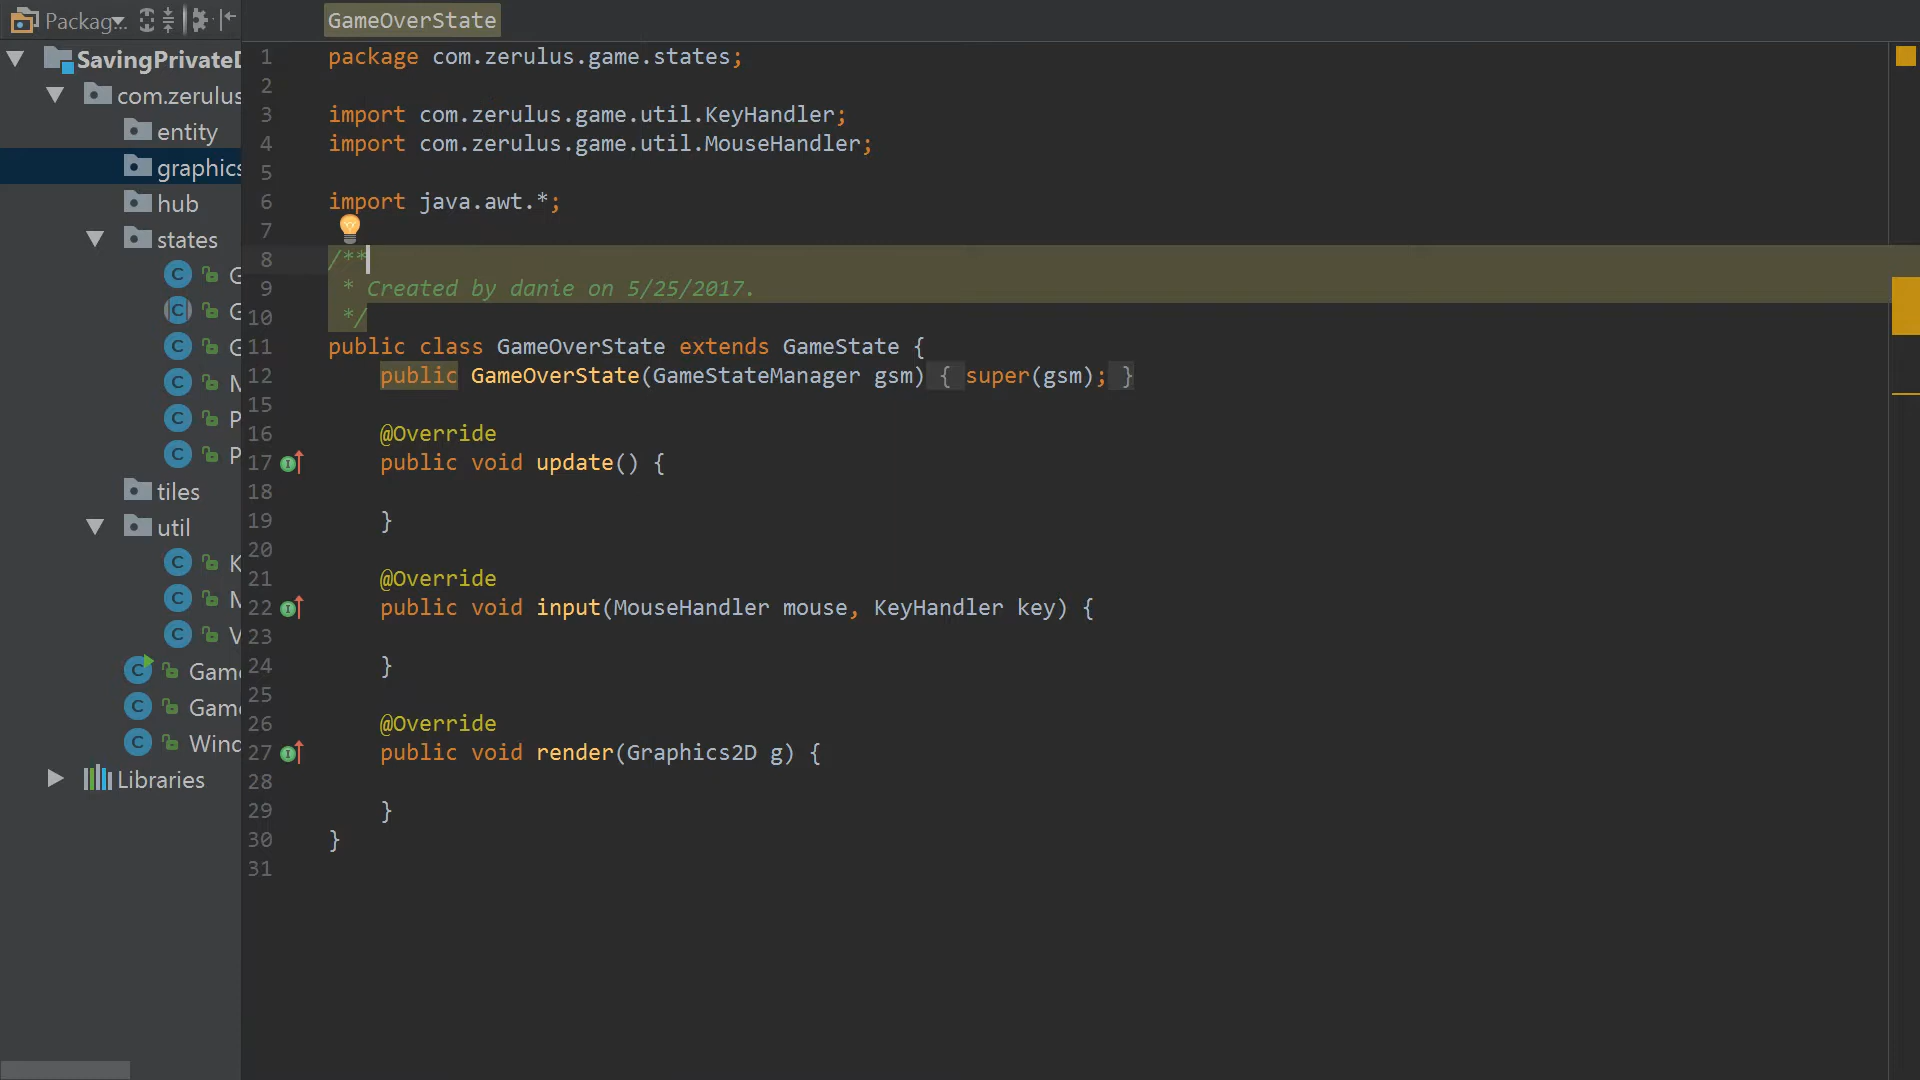 Packag...
GameOverState
SavingPrivateD
com.zerulus
entity
graphics
hub
states
C G
C G
C G
C M
C P
C P
tiles
util
C K
C M
C V
C Game
C Game
C Wind
Libraries
1 package com.zerulus.game.states;
2
3 import com.zerulus.game.util.KeyHandler;
4 import com.zerulus.game.util.MouseHandler;
5
6 import java.awt.*;
7
8 /**
9 * Created by danie on 5/25/2017.
10 */
11 public class GameOverState extends GameState {
12 public GameOverState(GameStateManager gsm) { super(gsm); }
15
16 @Override
17 public void update() {
18
19 }
20
21 @Override
22 public void input(MouseHandler mouse, KeyHandler key) {
23
24 }
25
26 @Override
27 public void render(Graphics2D g) {
28
29 }
30 }
31